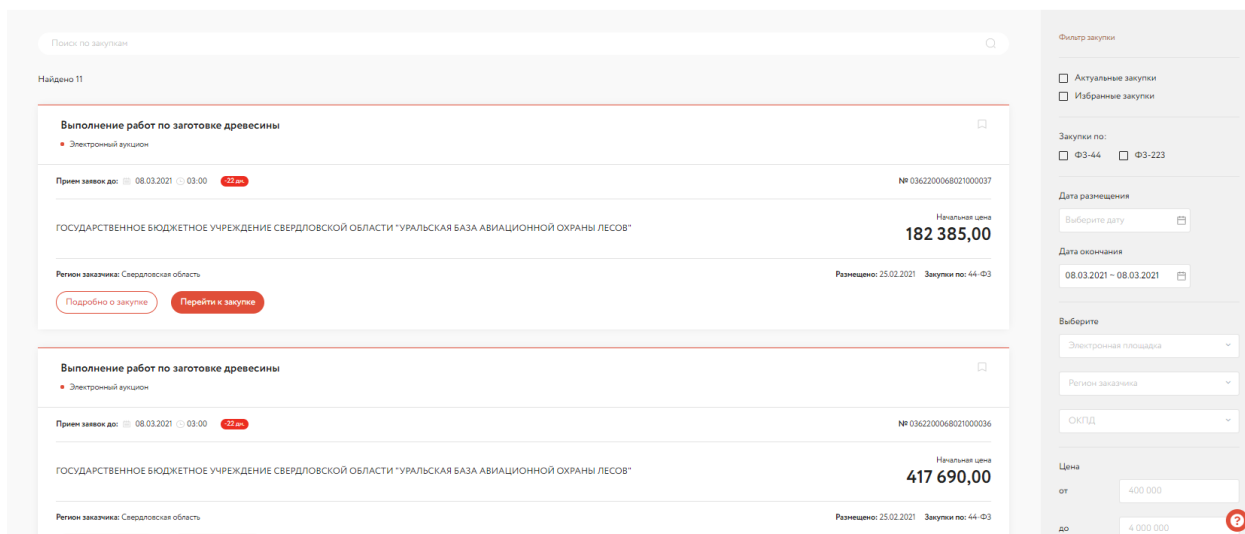 Поиск по закупкам
Найдено 11
Выполнение работ по заготовке древесины
Электронный аукцион
Прием заявок до: 08.03.2021 03:00 -22 дн.
№ 0362200068021000037
Начальная цена
ГОСУДАРСТВЕННОЕ БЮДЖЕТНОЕ УЧРЕЖДЕНИЕ СВЕРДЛОВСКОЙ ОБЛАСТИ "УРАЛЬСКАЯ БАЗА АВИАЦИОННОЙ ОХРАНЫ ЛЕСОВ"
182 385,00
Регион заказчика: Свердловская область
Размещено: 25.02.2021 Закупки по: 44-ФЗ
Подробно о закупке
Перейти к закупке
Выполнение работ по заготовке древесины
Электронный аукцион
Прием заявок до: 08.03.2021 03:00 -22 дн.
№ 0362200068021000036
Начальная цена
ГОСУДАРСТВЕННОЕ БЮДЖЕТНОЕ УЧРЕЖДЕНИЕ СВЕРДЛОВСКОЙ ОБЛАСТИ "УРАЛЬСКАЯ БАЗА АВИАЦИОННОЙ ОХРАНЫ ЛЕСОВ"
417 690,00
Регион заказчика: Свердловская область
Размещено: 25.02.2021 Закупки по: 44-ФЗ
Фильтр закупки
Актуальные закупки
Избранные закупки
Закупки по:
ФЗ-44 ФЗ-223
Дата размещения
Выберите дату
Дата окончания
08.03.2021 ~ 08.03.2021
Выберите
Электронная площадка
Регион заказчика
ОКПД
Цена
от 400 000
до 4 000 000
?